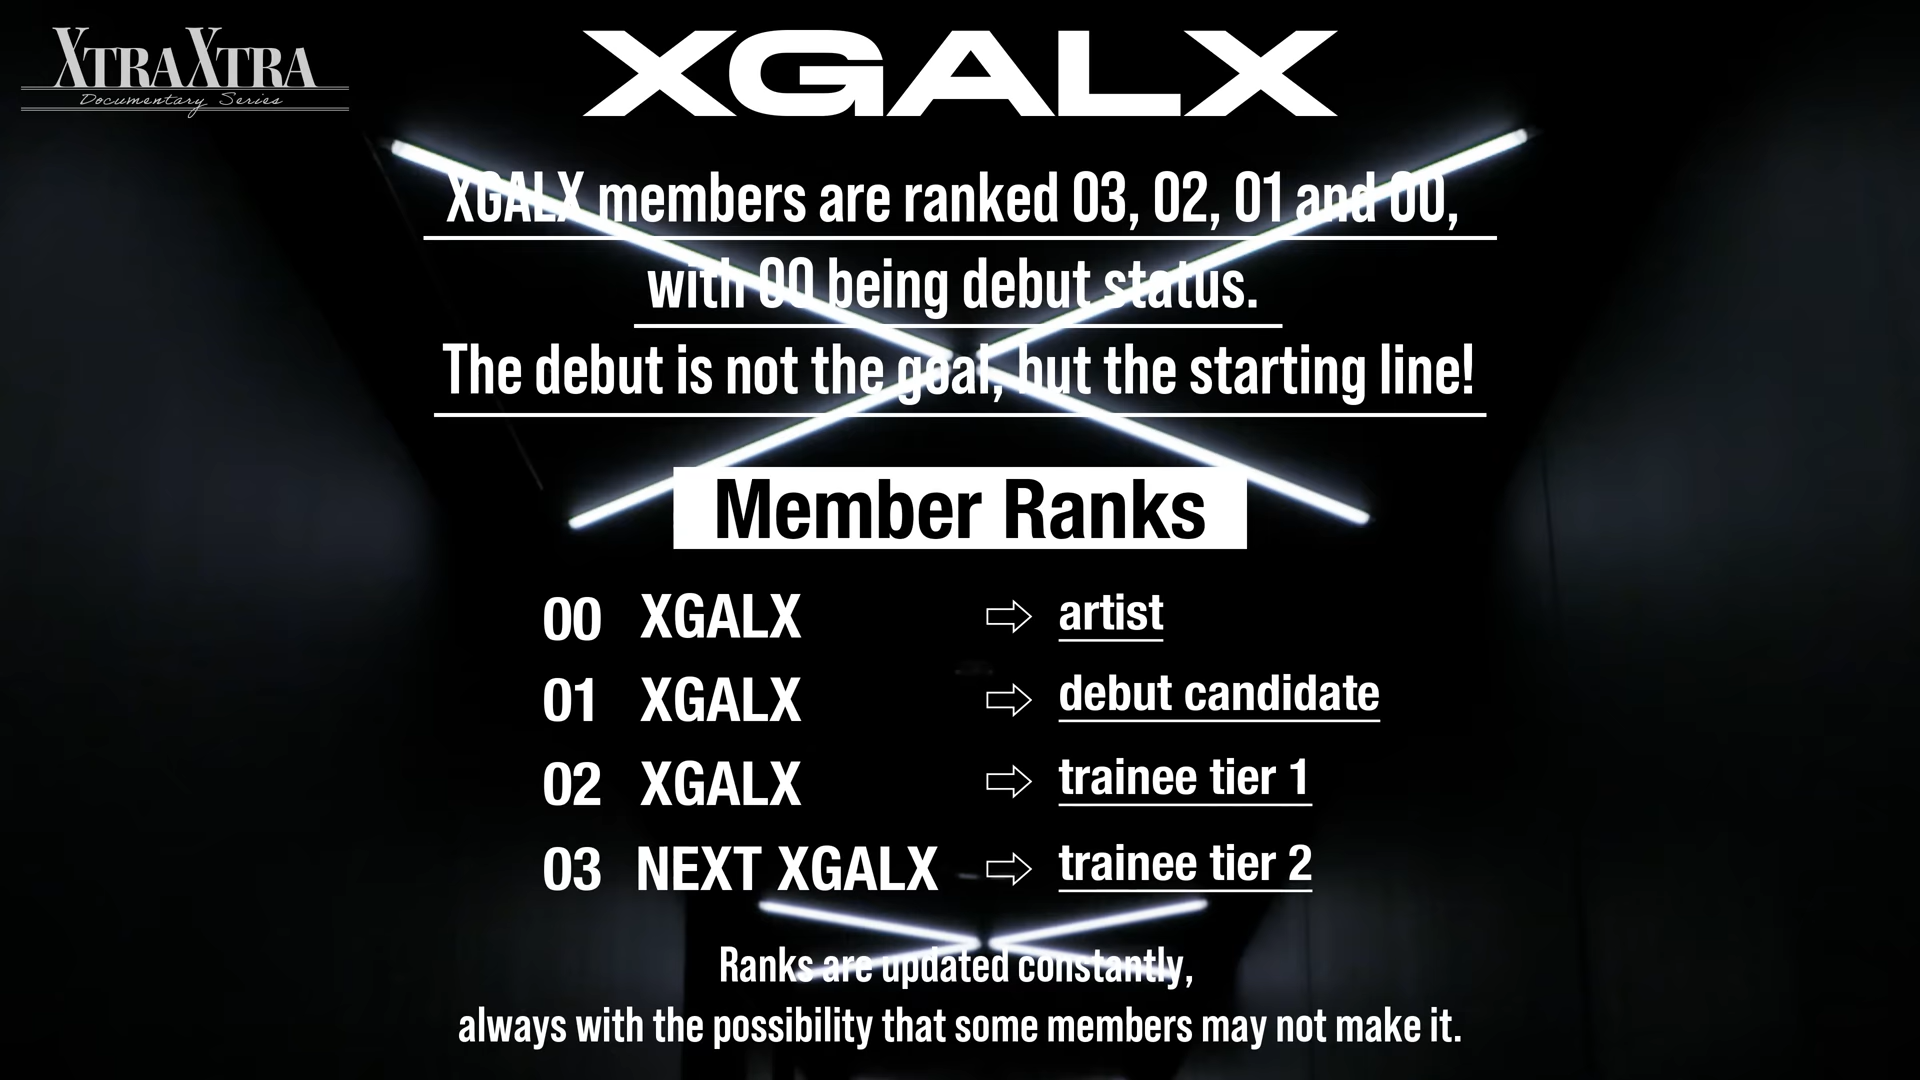 XTRA XTRA
Documentary Series
XGALX
XGALX members are ranked 03, 02, 01 and 00,
with 00 being debut status.
The debut is not the goal, but the starting line!
Member Ranks
00 XGALX ⇨ artist
01 XGALX ⇨ debut candidate
02 XGALX ⇨ trainee tier 1
03 NEXT XGALX ⇨ trainee tier 2
Ranks are updated constantly,
always with the possibility that some members may not make it.